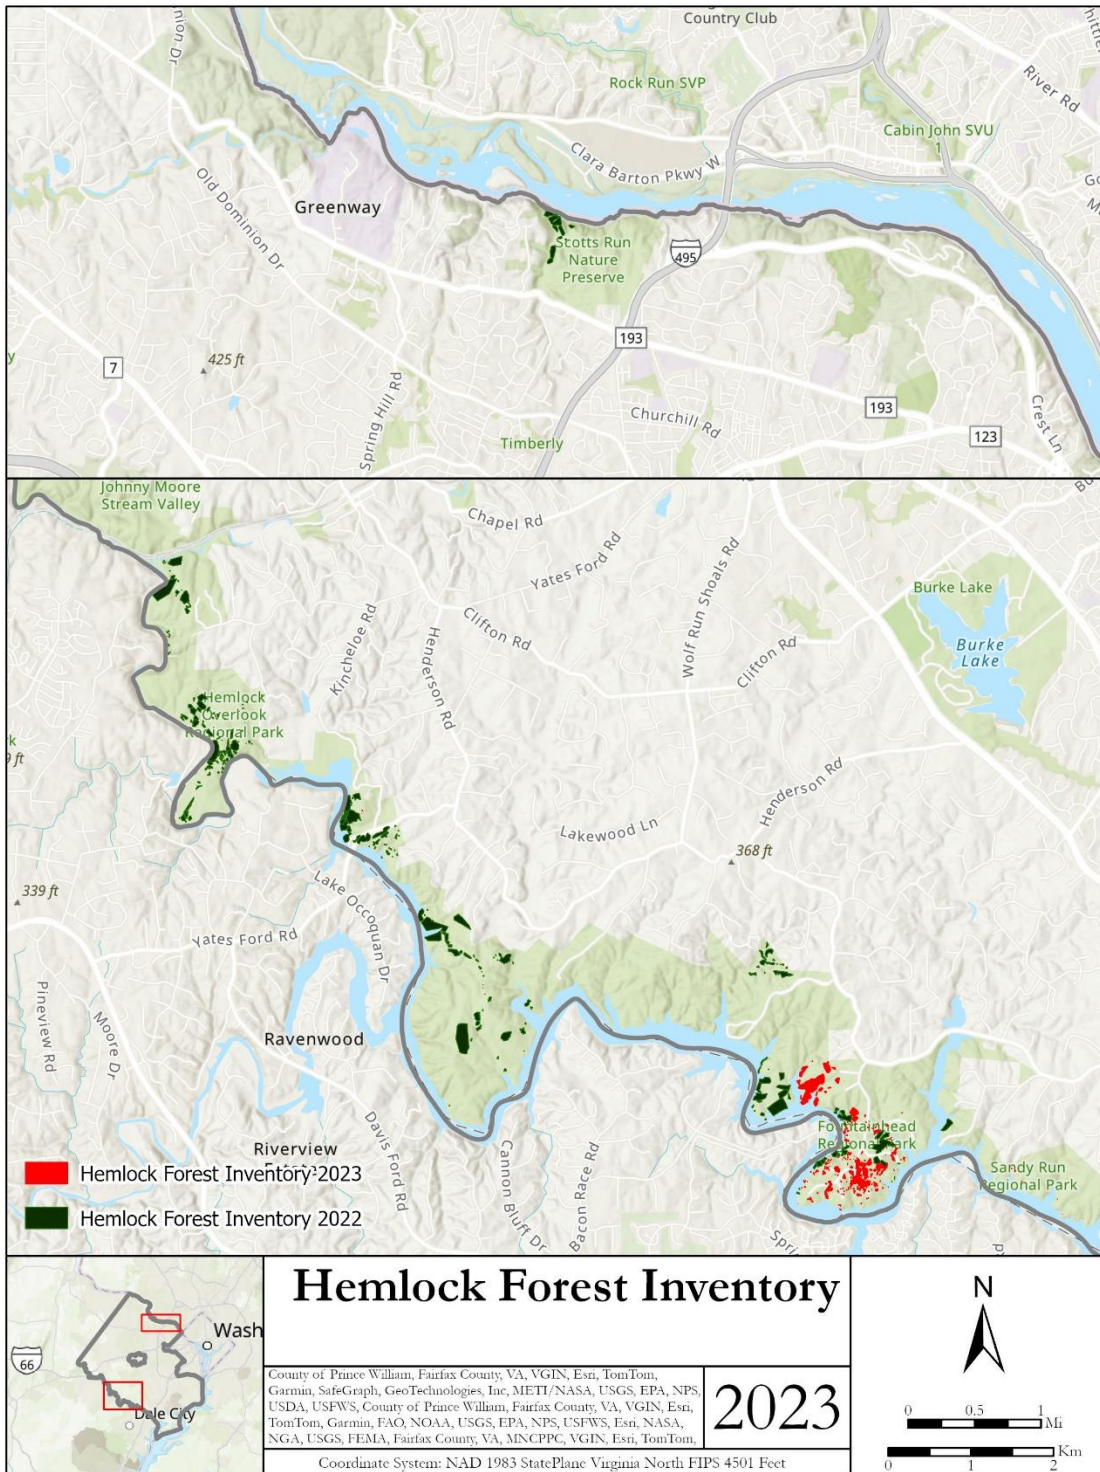 Country Club
nion Dr
Rock Run SVP
River Rd
Cabin John SVU
1
Clara Barton Pkwy W
Old Dominion Dr
Greenway
Scotts Run
Nature
Preserve
495
193
7
425 ft
Spring Hill Rd
Churchill Rd
193
123
Crest Ln
Timberly
Johnny Moore
Stream Valley
Chapel Rd
Yates Ford Rd
Wolf Run Shoals Rd
Burke Lake
Kincheloe Rd
Clifton Rd
Henderson Rd
Clifton Rd
Burke
Lake
Hemlock
Overlook
Regional Park
Henderson Rd
Lakewood Ln
368 ft
339 ft
Lake Occoquan Dr
Yates Ford Rd
Pineview Rd
Moore Dr
Ravenwood
Davis Ford Rd
Riverview
Cannon Bluff Dr
Bacon Race Rd
Fountainhead
Regional Park
Sandy Run
Regional Park
Spri
Hemlock Forest Inventory 2023
Hemlock Forest Inventory 2022
66
Wash
Dale City
Hemlock Forest Inventory
County of Prince William, Fairfax County, VA, VGIN, Esri, TomTom,
Garmin, SafeGraph, GeoTechnologies, Inc, METI/NASA, USGS, EPA, NPS,
USDA, USFWS, County of Prince William, Fairfax County, VA, VGIN, Esri,
TomTom, Garmin, FAO, NOAA, USGS, EPA, NPS, USFWS, Esri, NASA,
NGA, USGS, FEMA, Fairfax County, VA, MNCPPC, VGIN, Esri, TomTom,
2023
Coordinate System: NAD 1983 StatePlane Virginia North FIPS 4501 Feet
N
0 0.5 1
Mi
Km
0 1 2